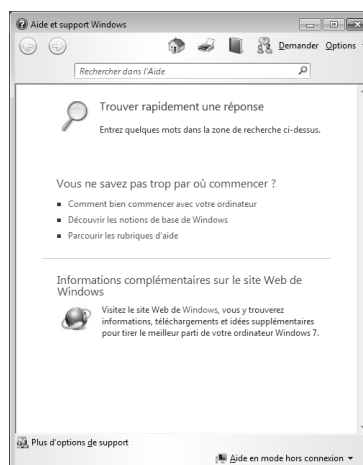 Aide et support Windows
Demander Options
Rechercher dans l'Aide
Trouver rapidement une réponse
Entrez quelques mots dans la zone de recherche ci-dessus.
Vous ne savez pas trop par où commencer ?
Comment bien commencer avec votre ordinateur
Découvrir les notions de base de Windows
Parcourir les rubriques d'aide
Informations complémentaires sur le site Web de
Windows
Visitez le site Web de Windows, vous y trouverez
informations, téléchargements et idées supplémentaires
pour tirer le meilleur parti de votre ordinateur Windows 7.
Plus d'options de support
Aide en mode hors connexion